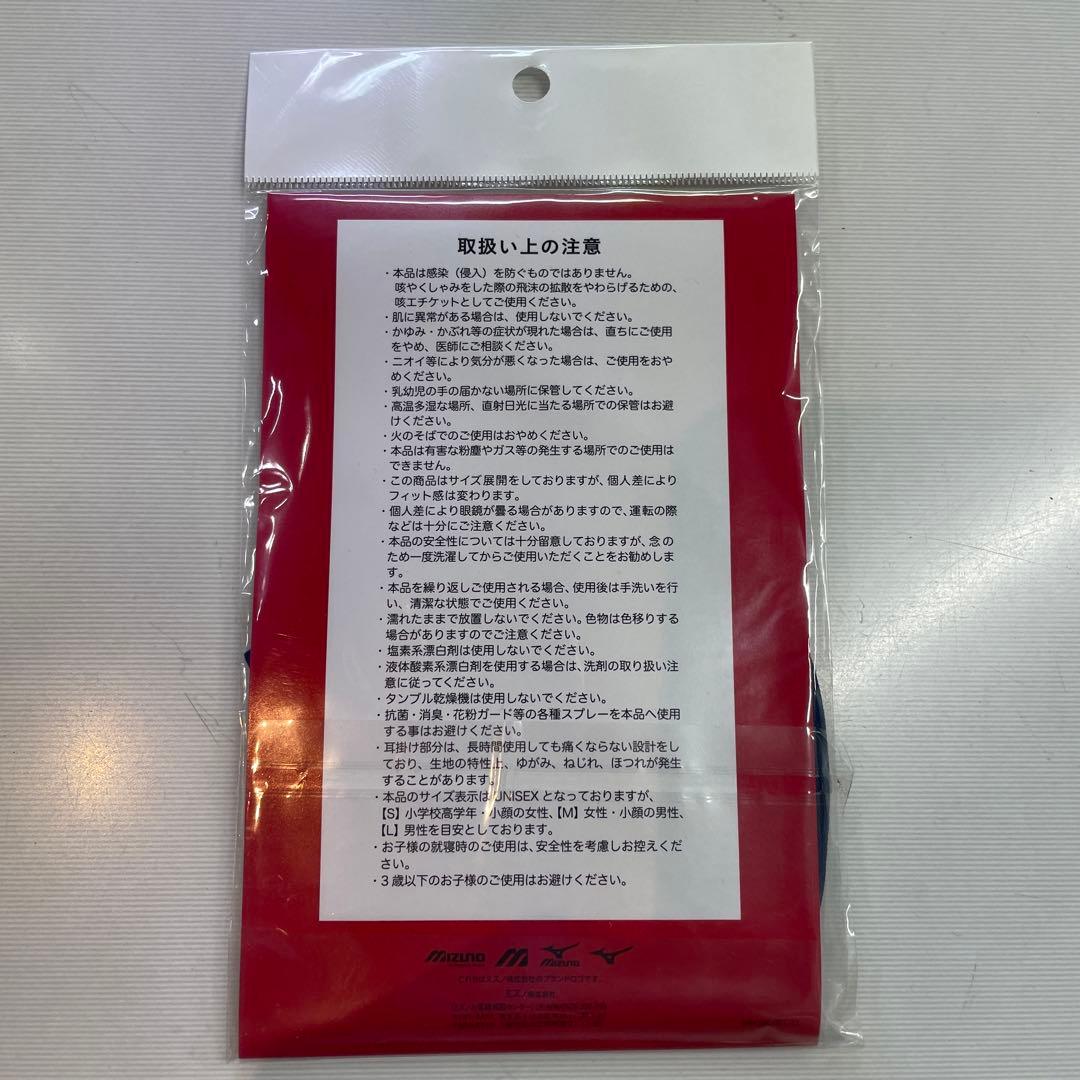 取扱い上の注意
・本品は感染（侵入）を防ぐものではありません。
咳やくしゃみをした際の飛沫の拡散をやわらげるための、
咳エチケットとしてご使用ください。
・肌に異常がある場合は、使用しないでください。
・かゆみ・かぶれ等の症状が現れた場合は、直ちにご使用
をやめ、医師にご相談ください。
・ニオイ等により気分が悪くなった場合は、ご使用をおや
めください。
・乳幼児の手の届かない場所に保管してください。
・高温多湿な場所、直射日光に当たる場所での保管はお避
けください。
・火のそばでのご使用はおやめください。
・本品は有害な粉塵やガス等の発生する場所でのご使用は
できません。
・この商品はサイズ展開をしておりますが、個人差により
フィット感は変わります。
・個人差により眼鏡が曇る場合がありますので、運転の際
などは十分にご注意ください。
・本品の安全性については十分留意しておりますが、念の
ため一度洗濯してからご使用いただくことをお勧めしま
す。
・本品を繰り返しご使用される場合、使用後は手洗いを行
い、清潔な状態でご使用ください。
・濡れたままで放置しないでください。色物は色移りする
場合がありますのでご注意ください。
・塩素系漂白剤は使用しないでください。
・液体酸素系漂白剤を使用する場合は、洗剤の取り扱い注
意に従ってください。
・タンブル乾燥機は使用しないでください。
・抗菌・消臭・花粉ガード等の各種スプレーを本品へ使用
する事はお避けください。
・耳掛け部分は、長時間使用しても痛くならない設計をし
ており、生地の特性上、ゆがみ、ねじれ、ほつれが発生
することがあります。
・本品のサイズ表示は UNISEX となっておりますが、
【S】小学校高学年・小顔の女性、【M】女性・小顔の男性、
【L】男性を目安としております。
・お子様の就寝時のご使用は、安全性を考慮しお控えくだ
さい。
・3 歳以下のお子様のご使用はお避けください。
MIZUNO MIZUNO
これらはミズノ株式会社のブランドロゴです。
ミズノ株式会社